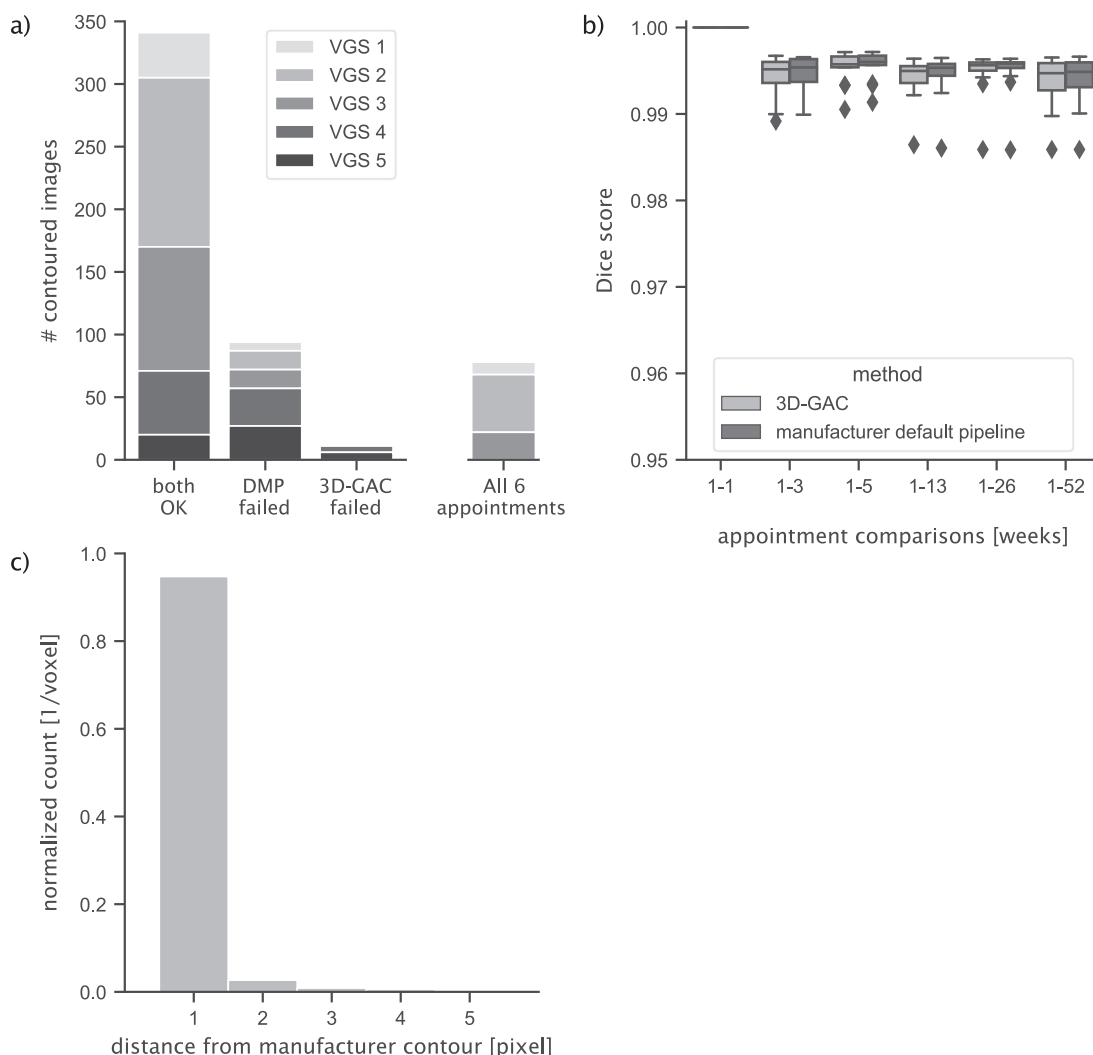 a)
350
300
250
200
150
100
50
0
# contoured images
VGS 1
VGS 2
VGS 3
VGS 4
VGS 5
both
OK
DMP
failed
3D-GAC
failed
All 6
appointments
b)
1.00
0.99
0.98
0.97
0.96
0.95
Dice score
method
3D-GAC
manufacturer default pipeline
1-1
1-3
1-5
1-13
1-26
1-52
appointment comparisons [weeks]
c)
1.0
0.8
0.6
0.4
0.2
0.0
normalized count [1/voxel]
1
2
3
4
5
distance from manufacturer contour [pixel]